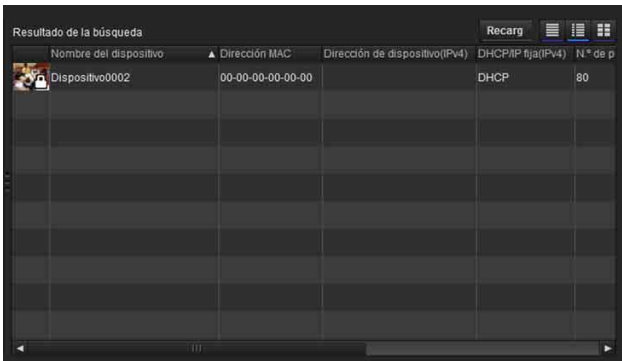 Resultado de la búsqueda
Recarg
Nombre del dispositivo ▲ Dirección MAC Dirección de dispositivo(IPv4) DHCP/IP fija(IPv4) N.º de p
Dispositivo0002 00-00-00-00-00-00 DHCP 80